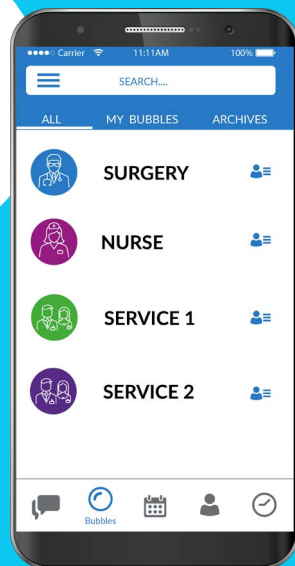 Carrier 11:11AM 100%
SEARCH....
ALL MY BUBBLES ARCHIVES
SURGERY
NURSE
SERVICE 1
SERVICE 2
Bubbles